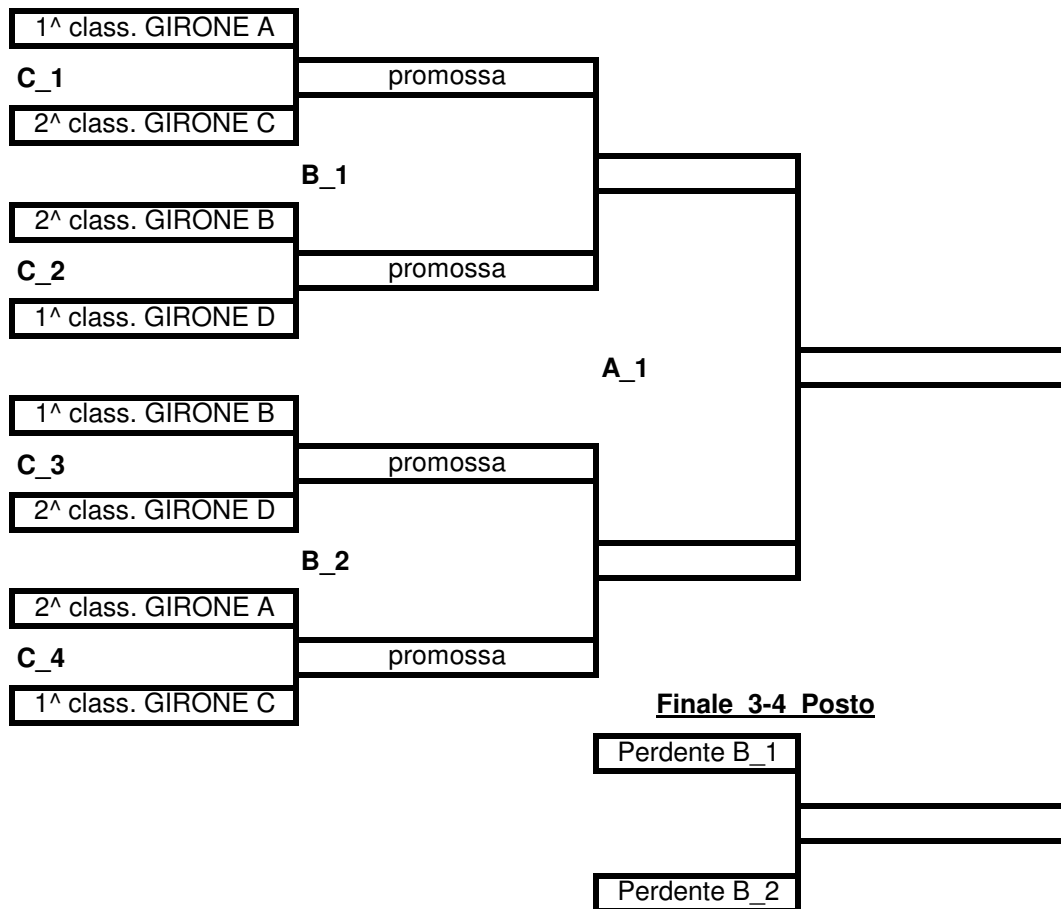 1^ class. GIRONE A
C_1
promossa
2^ class. GIRONE C
B_1
2^ class. GIRONE B
C_2
promossa
1^ class. GIRONE D
A_1
1^ class. GIRONE B
C_3
promossa
2^ class. GIRONE D
B_2
2^ class. GIRONE A
C_4
promossa
1^ class. GIRONE C
Finale 3-4 Posto
Perdente B_1
Perdente B_2